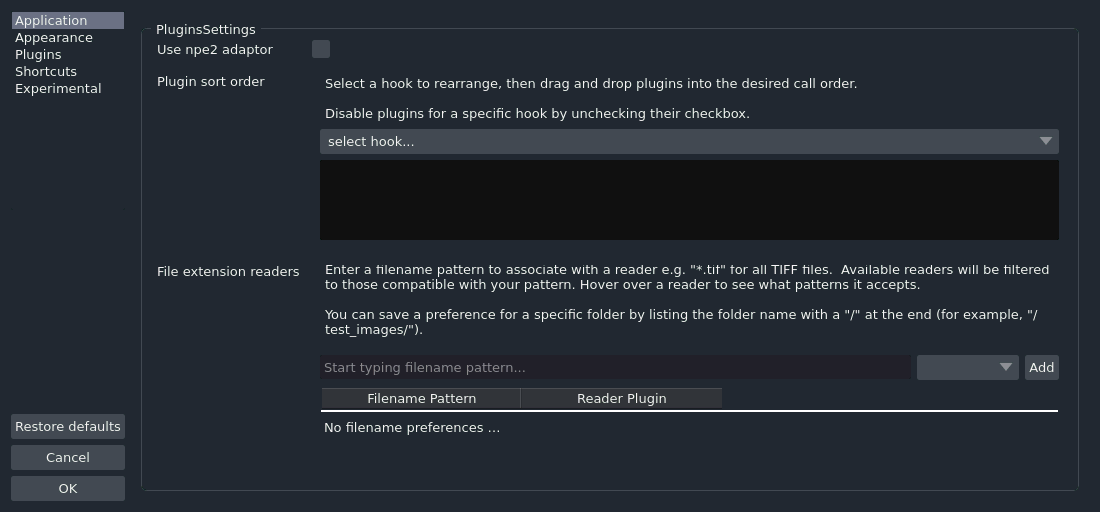 Application
Appearance
Plugins
Shortcuts
Experimental
Restore defaults
Cancel
OK
PluginsSettings
Use npe2 adaptor
Plugin sort order
Select a hook to rearrange, then drag and drop plugins into the desired call order.
Disable plugins for a specific hook by unchecking their checkbox.
select hook...
File extension readers
Enter a filename pattern to associate with a reader e.g. "*.tif" for all TIFF files.  Available readers will be filtered
to those compatible with your pattern. Hover over a reader to see what patterns it accepts.
You can save a preference for a specific folder by listing the folder name with a "/" at the end (for example, "/
test_images/").
Start typing filename pattern...
Add
Filename Pattern
Reader Plugin
No filename preferences ...